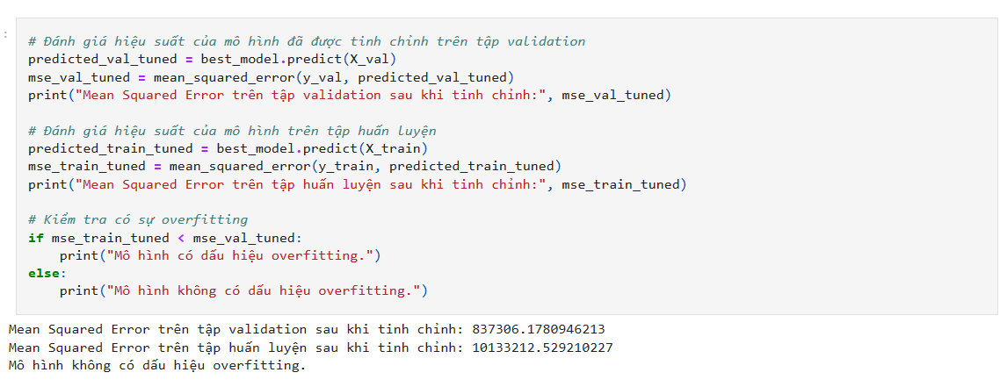 :
# Đánh giá hiệu suất của mô hình đã được tinh chỉnh trên tập validation
predicted_val_tuned = best_model.predict(X_val)
mse_val_tuned = mean_squared_error(y_val, predicted_val_tuned)
print("Mean Squared Error trên tập validation sau khi tinh chỉnh:", mse_val_tuned)
# Đánh giá hiệu suất của mô hình trên tập huấn luyện
predicted_train_tuned = best_model.predict(X_train)
mse_train_tuned = mean_squared_error(y_train, predicted_train_tuned)
print("Mean Squared Error trên tập huấn luyện sau khi tinh chỉnh:", mse_train_tuned)
# Kiểm tra có sự overfitting
if mse_train_tuned < mse_val_tuned:
    print("Mô hình có dấu hiệu overfitting.")
else:
    print("Mô hình không có dấu hiệu overfitting.")
Mean Squared Error trên tập validation sau khi tinh chỉnh: 837306.1780946213
Mean Squared Error trên tập huấn luyện sau khi tinh chỉnh: 10133212.529210227
Mô hình không có dấu hiệu overfitting.